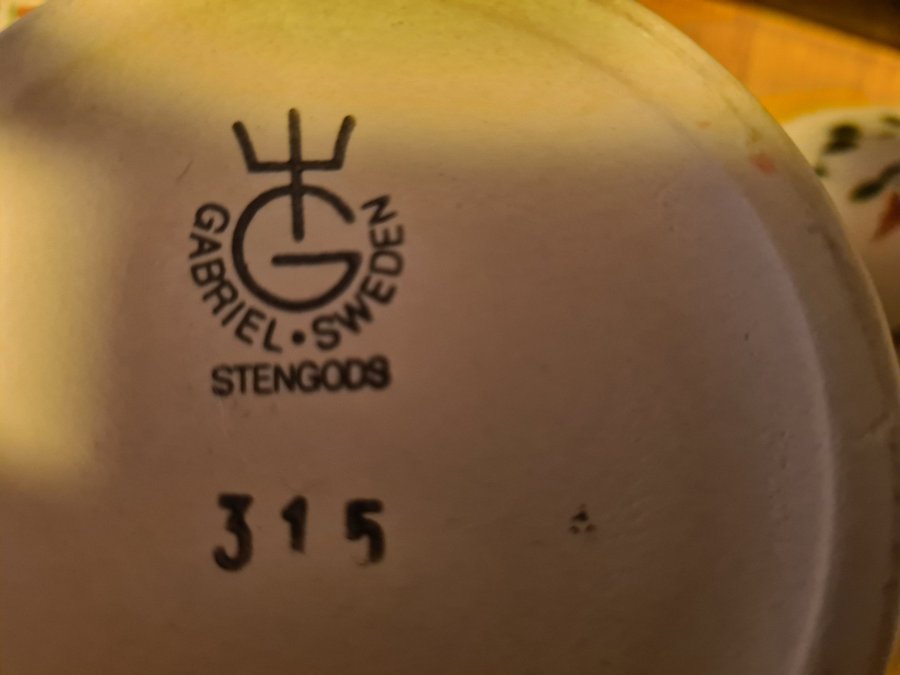 G
GABRIEL • SWEDEN
STENGODS
315